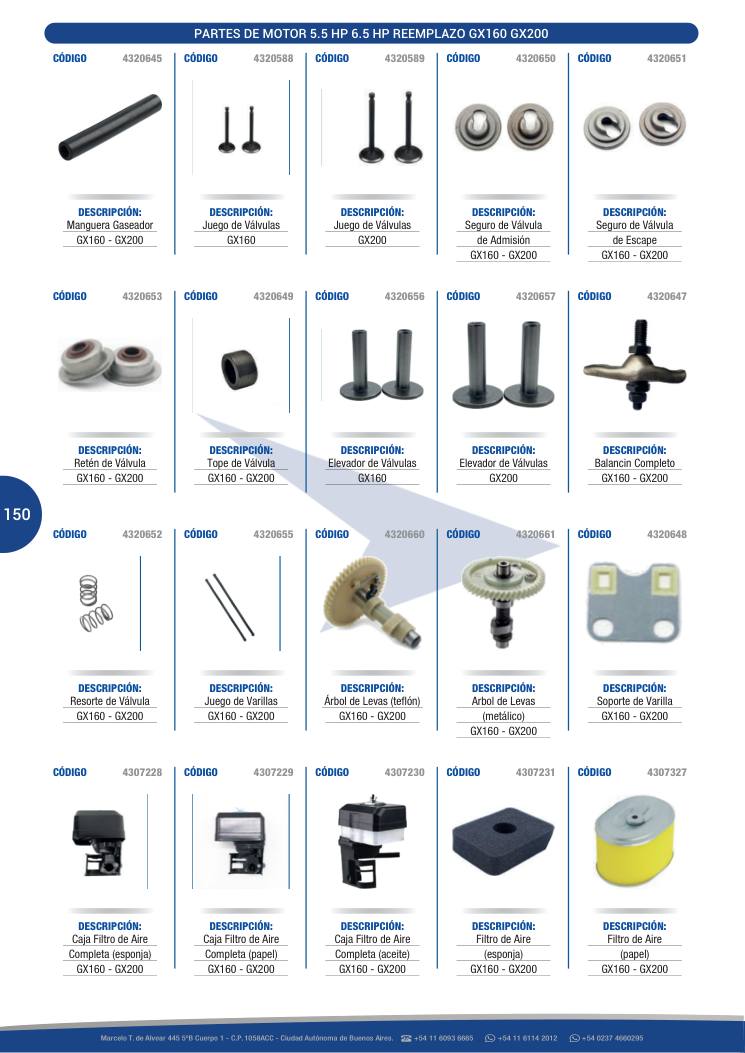 PARTES DE MOTOR 5.5 HP 6.5 HP REEMPLAZO GX160 GX200
CÓDIGO 4320645
DESCRIPCIÓN:
Manguera Gaseador
GX160 - GX200
CÓDIGO 4320588
DESCRIPCIÓN:
Juego de Válvulas
GX160
CÓDIGO 4320589
DESCRIPCIÓN:
Juego de Válvulas
GX200
CÓDIGO 4320650
DESCRIPCIÓN:
Seguro de Válvula
de Admisión
GX160 - GX200
CÓDIGO 4320651
DESCRIPCIÓN:
Seguro de Válvula
de Escape
GX160 - GX200
CÓDIGO 4320653
DESCRIPCIÓN:
Retén de Válvula
GX160 - GX200
CÓDIGO 4320649
DESCRIPCIÓN:
Tope de Válvula
GX160 - GX200
CÓDIGO 4320656
DESCRIPCIÓN:
Elevador de Válvulas
GX160
CÓDIGO 4320657
DESCRIPCIÓN:
Elevador de Válvulas
GX200
CÓDIGO 4320647
DESCRIPCIÓN:
Balancin Completo
GX160 - GX200
150
CÓDIGO 4320652
DESCRIPCIÓN:
Resorte de Válvula
GX160 - GX200
CÓDIGO 4320655
DESCRIPCIÓN:
Juego de Varillas
GX160 - GX200
CÓDIGO 4320660
DESCRIPCIÓN:
Árbol de Levas (teflón)
GX160 - GX200
CÓDIGO 4320661
DESCRIPCIÓN:
Arbol de Levas
(metálico)
GX160 - GX200
CÓDIGO 4320648
DESCRIPCIÓN:
Soporte de Varilla
GX160 - GX200
CÓDIGO 4307228
DESCRIPCIÓN:
Caja Filtro de Aire
Completa (esponja)
GX160 - GX200
CÓDIGO 4307229
DESCRIPCIÓN:
Caja Filtro de Aire
Completa (papel)
GX160 - GX200
CÓDIGO 4307230
DESCRIPCIÓN:
Caja Filtro de Aire
Completa (aceite)
GX160 - GX200
CÓDIGO 4307231
DESCRIPCIÓN:
Filtro de Aire
(esponja)
GX160 - GX200
CÓDIGO 4307327
DESCRIPCIÓN:
Filtro de Aire
(papel)
GX160 - GX200
Marcelo T. de Alvear 445 5ºB Cuerpo 1 - C.P. 1058ACC - Ciudad Autónoma de Buenos Aires. +54 11 6093 6665 +54 11 6114 2012 +54 0237 4660295